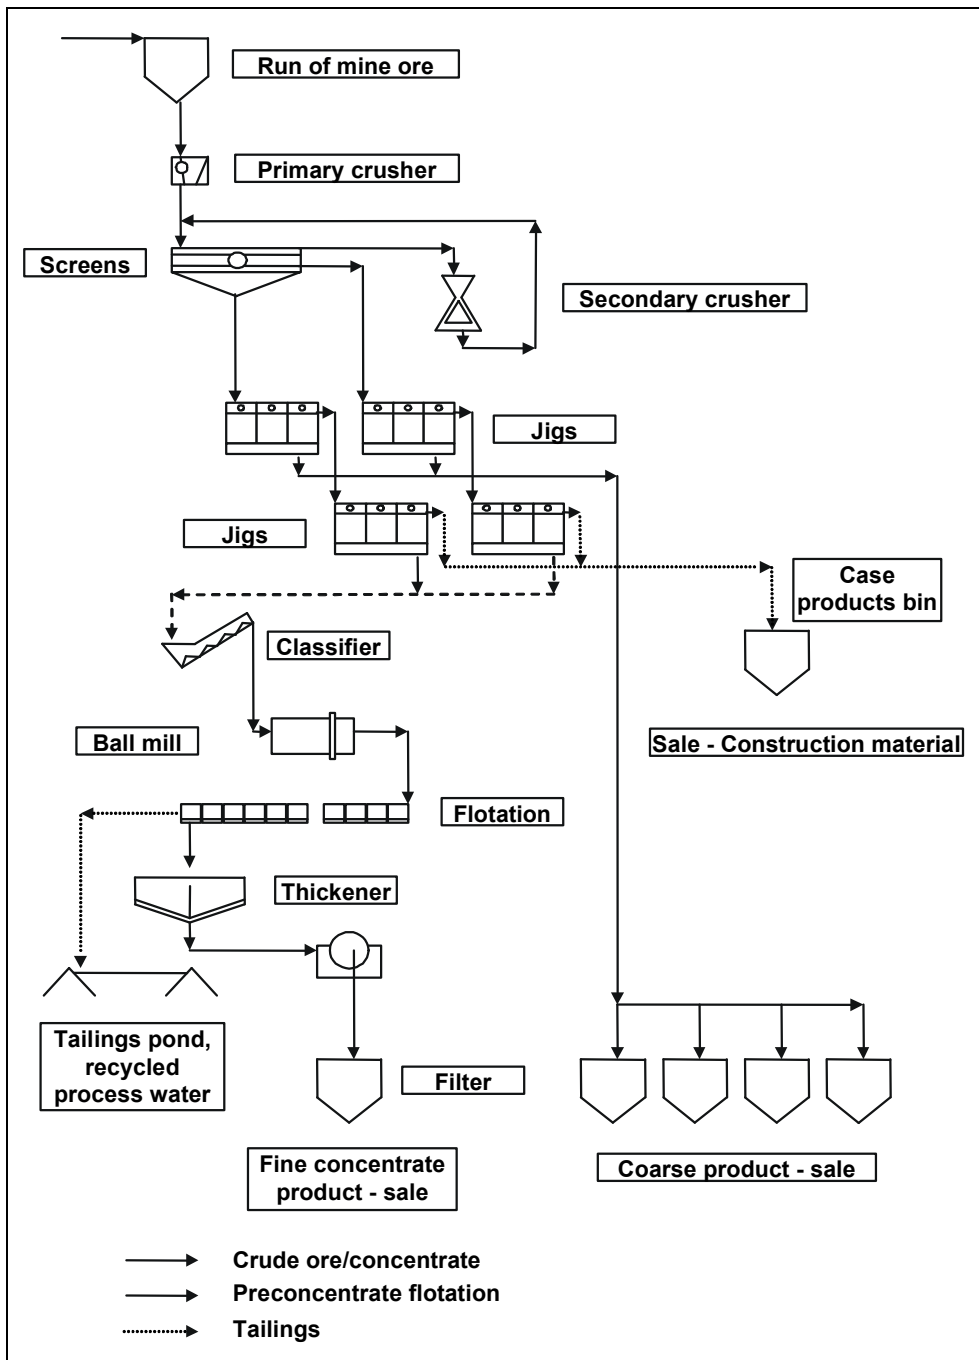 Run of mine ore
Primary crusher
Screens
Secondary crusher
Jigs
Jigs
Case
products bin
Classifier
Ball mill
Sale - Construction material
Flotation
Thickener
Tailings pond,
recycled
process water
Filter
Fine concentrate
product - sale
Coarse product - sale
Crude ore/concentrate
Preconcentrate flotation
Tailings